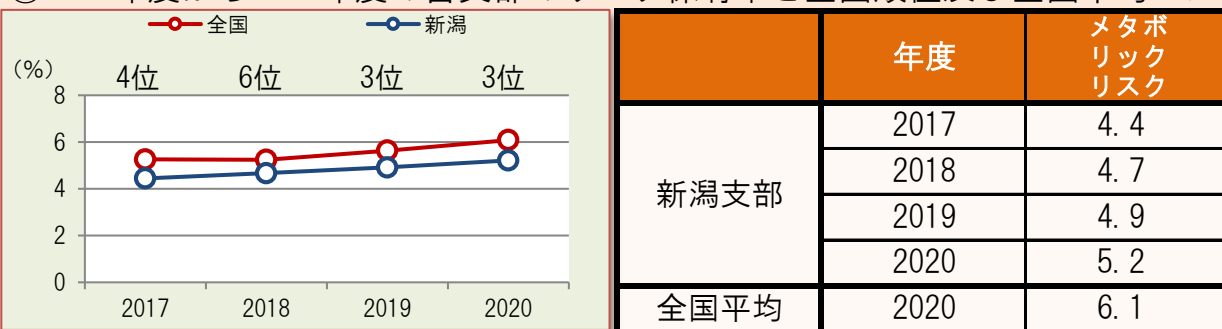 全国 新潟
(%)
4位 6位 3位 3位
8
6
4
2
0
2017 2018 2019 2020
年度 メタボ
リック
リスク
新潟支部
2017 4.4
2018 4.7
2019 4.9
2020 5.2
全国平均 2020 6.1